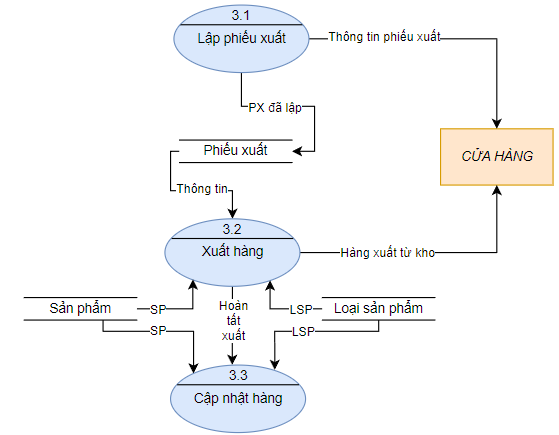 3.1
Lập phiếu xuất
Thông tin phiếu xuất
PX đã lập
Phiếu xuất
CỬA HÀNG
Thông tin
3.2
Xuất hàng
Hàng xuất từ kho
Sản phẩm
SP
Hoàn
tất
xuất
LSP
Loại sản phẩm
SP
LSP
3.3
Cập nhật hàng